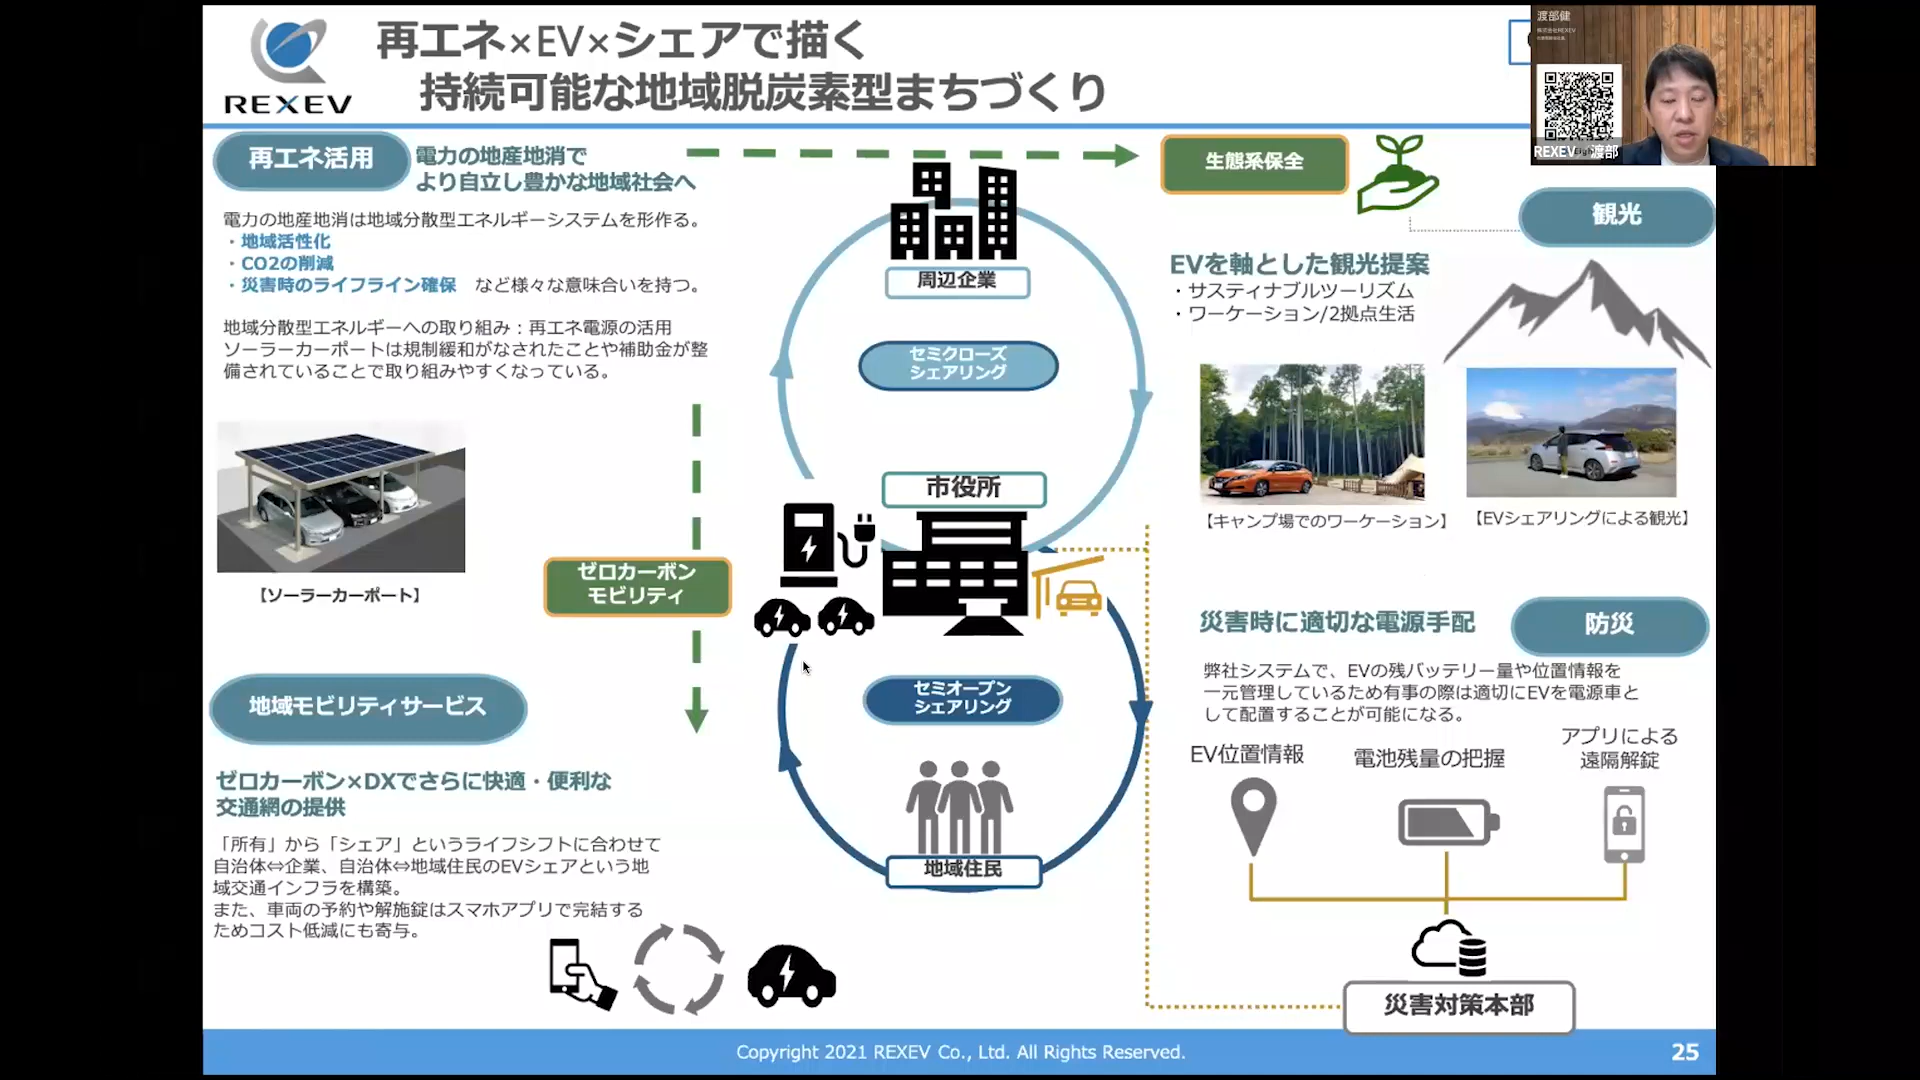 REXEV
再エネ×EV×シェアで描く
持続可能な地域脱炭素型まちづくり
渡部健
株式会社REXEV
REXEV 渡部
再エネ活用
電力の地産地消で
より自立し豊かな地域社会へ
電力の地産地消は地域分散型エネルギーシステムを形作る。
・地域活性化
・CO2の削減
・災害時のライフライン確保 など様々な意味合いを持つ。
地域分散型エネルギーへの取り組み：再エネ電源の活用
ソーラーカーポートは規制緩和がなされたことや補助金が整
備されていることで取り組みやすくなっている。
【ソーラーカーポート】
ゼロカーボン
モビリティ
地域モビリティサービス
ゼロカーボン×DXでさらに快適・便利な
交通網の提供
「所有」から「シェア」というライフシフトに合わせて
自治体⇔企業、自治体⇔地域住民のEVシェアという地
域交通インフラを構築。
また、車両の予約や解施錠はスマホアプリで完結する
ためコスト低減にも寄与。
周辺企業
セミクローズ
シェアリング
市役所
セミオープン
シェアリング
地域住民
生態系保全
観光
EVを軸とした観光提案
・サスティナブルツーリズム
・ワーケーション/2拠点生活
【キャンプ場でのワーケーション】
【EVシェアリングによる観光】
災害時に適切な電源手配
防災
弊社システムで、EVの残バッテリー量や位置情報を
一元管理しているため有事の際は適切にEVを電源車と
して配置することが可能になる。
EV位置情報
電池残量の把握
アプリによる
遠隔解錠
災害対策本部
Copyright 2021 REXEV Co., Ltd. All Rights Reserved.
25